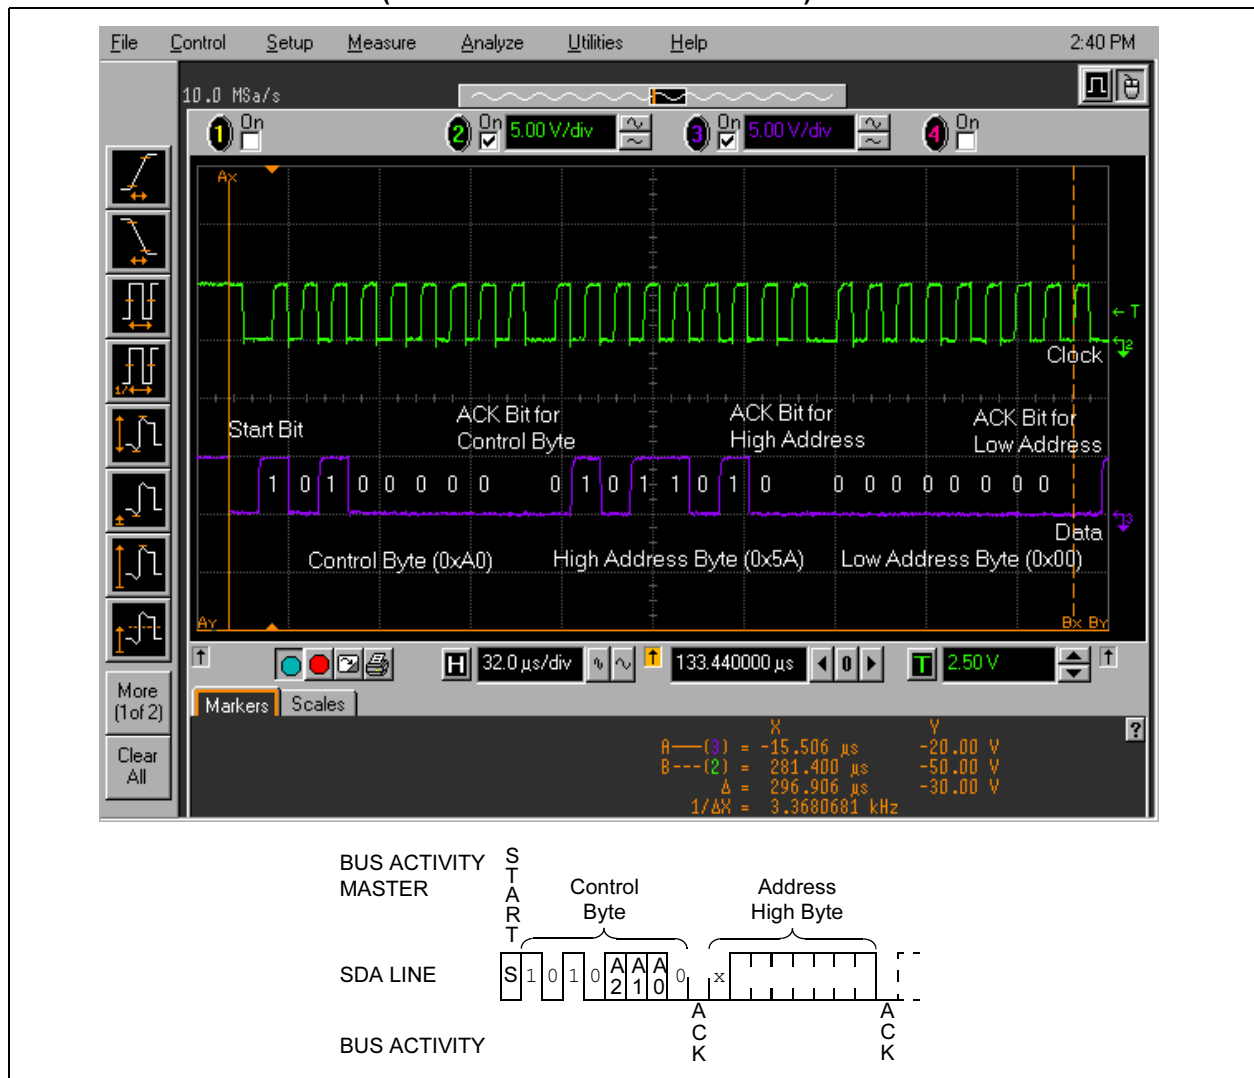 File Control Setup Measure Analyze Utilities Help 2:40 PM
10.0 MSa/s
1 On 2 On 5.00 V/div 3 On 5.00 V/div 4 On
Ax
T
2
Clock
Start Bit
ACK Bit for
Control Byte
ACK Bit for
High Address
ACK Bit for
Low Address
1 0 1 0 0 0 0 0 0 1 0 1 1 0 1 0 0 0 0 0 0 0 0 0
3
Data
Control Byte (0xA0) High Address Byte (0x5A) Low Address Byte (0x00)
Ay Bx By
1/
H 32.0 µs/div 133.440000 µs 0 T 2.50 V
More
(1of 2)
Clear
All
Markers Scales
?
X Y
A——(3) = -15.506 µs -20.00 V
B---(2) = 281.400 µs -50.00 V
Δ = 296.906 µs -30.00 V
1/ΔX = 3.3680681 kHz
BUS ACTIVITY
MASTER
START
Control
Byte
Address
High Byte
SDA LINE
S 1 0 1 0 A2 A1 A0 0 x
ACK
ACK
BUS ACTIVITY